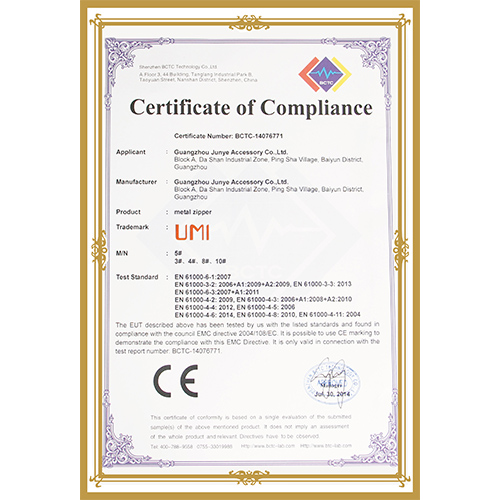 Shenzhen BCTC Technology Co.,Ltd
A Floor 3, 44 Building, Tanglang Industrial Park B,
Taoyuan Street, Nanshan District, Shenzhen, China
BCTC
Certificate of Compliance
Certificate Number: BCTC-14076771
Applicant : Guangzhou Junye Accessory Co.,Ltd.
Block A, Da Shan Industrial Zone, Ping Sha Village, Baiyun District,
Guangzhou
Manufacturer : Guangzhou Junye Accessory Co.,Ltd.
Block A, Da Shan Industrial Zone, Ping Sha Village, Baiyun District,
Guangzhou
Product : metal zipper
Trademark : UMI
M/N : 5#
3#、4#、8#、10#
Test Standard : EN 61000-6-1:2007
EN 61000-3-2: 2006+A1:2009+A2:2009, EN 61000-3-3: 2013
EN 61000-6-3:2007+A1:2011
EN 61000-4-2: 2009, EN 61000-4-3: 2006+A1:2008+A2:2010
EN 61000-4-4: 2012, EN 61000-4-5: 2006
EN 61000-4-6: 2014, EN 61000-4-8: 2010, EN 61000-4-11: 2004
The EUT described above has been tested by us with the listed standards and found in
compliance with the council EMC directive 2004/108/EC. It is possible to use CE marking to
demonstrate the compliance with this EMC Directive. It is only valid in connection with the
test report number: BCTC-14076771.
CE
Manager
Jul. 30, 2014
This certificate of conformity is based on a single evaluation of the submitted
sample(s) of the above mentioned product. It does not imply an assessment
of the whole product and relevant Directives have to be observed.
Tel: 400-788-9558 0755-33019988 Http://www.bctc-lab.com Http://www.bct-lab.com